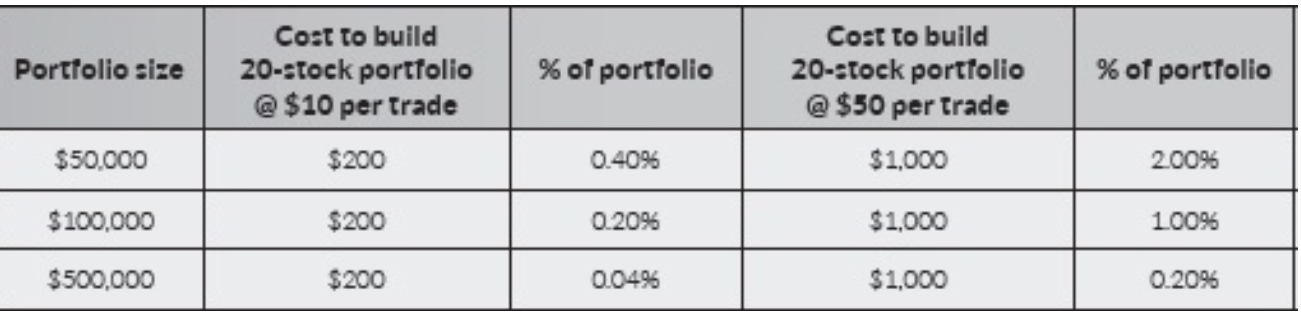 Portfolio size
Cost to build
20-stock portfolio
@ $10 per trade
% of portfolio
Cost to build
20-stock portfolio
@ $50 per trade
% of portfolio
$50,000 $200 0.40% $1,000 2.00%
$100,000 $200 0.20% $1,000 1.00%
$500,000 $200 0.04% $1,000 0.20%